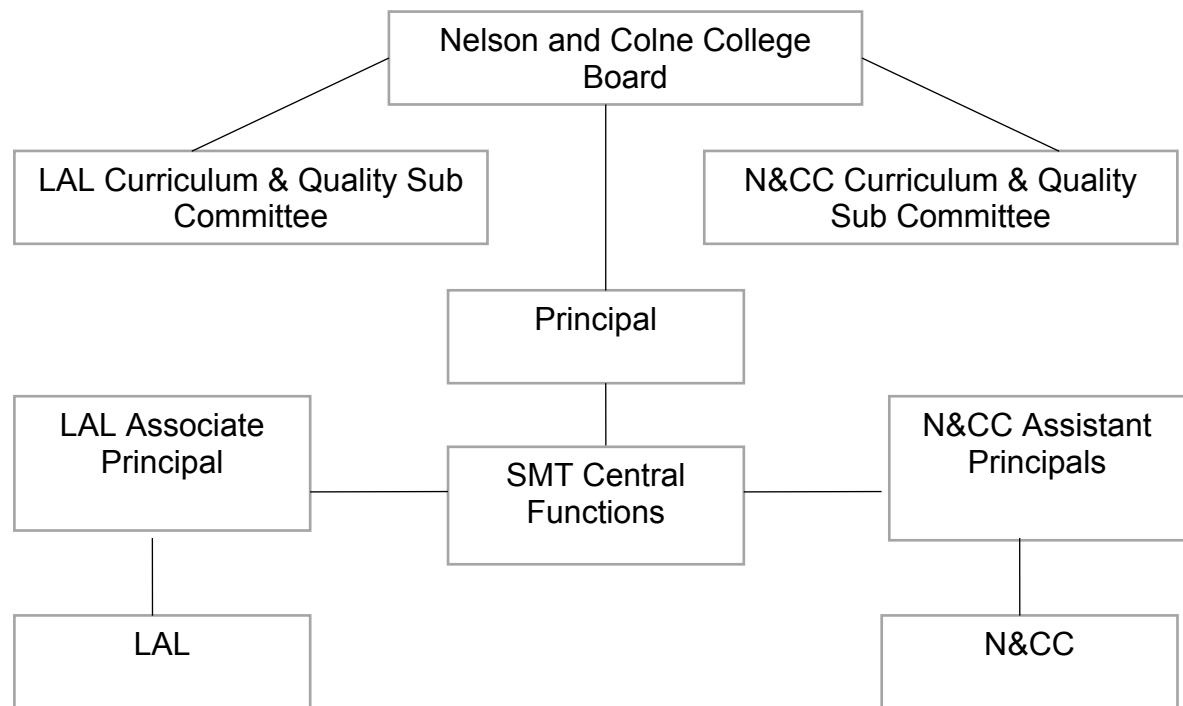 Nelson and Colne College
Board
LAL Curriculum & Quality Sub
Committee
N&CC Curriculum & Quality
Sub Committee
Principal
LAL Associate
Principal
SMT Central
Functions
N&CC Assistant
Principals
LAL
N&CC